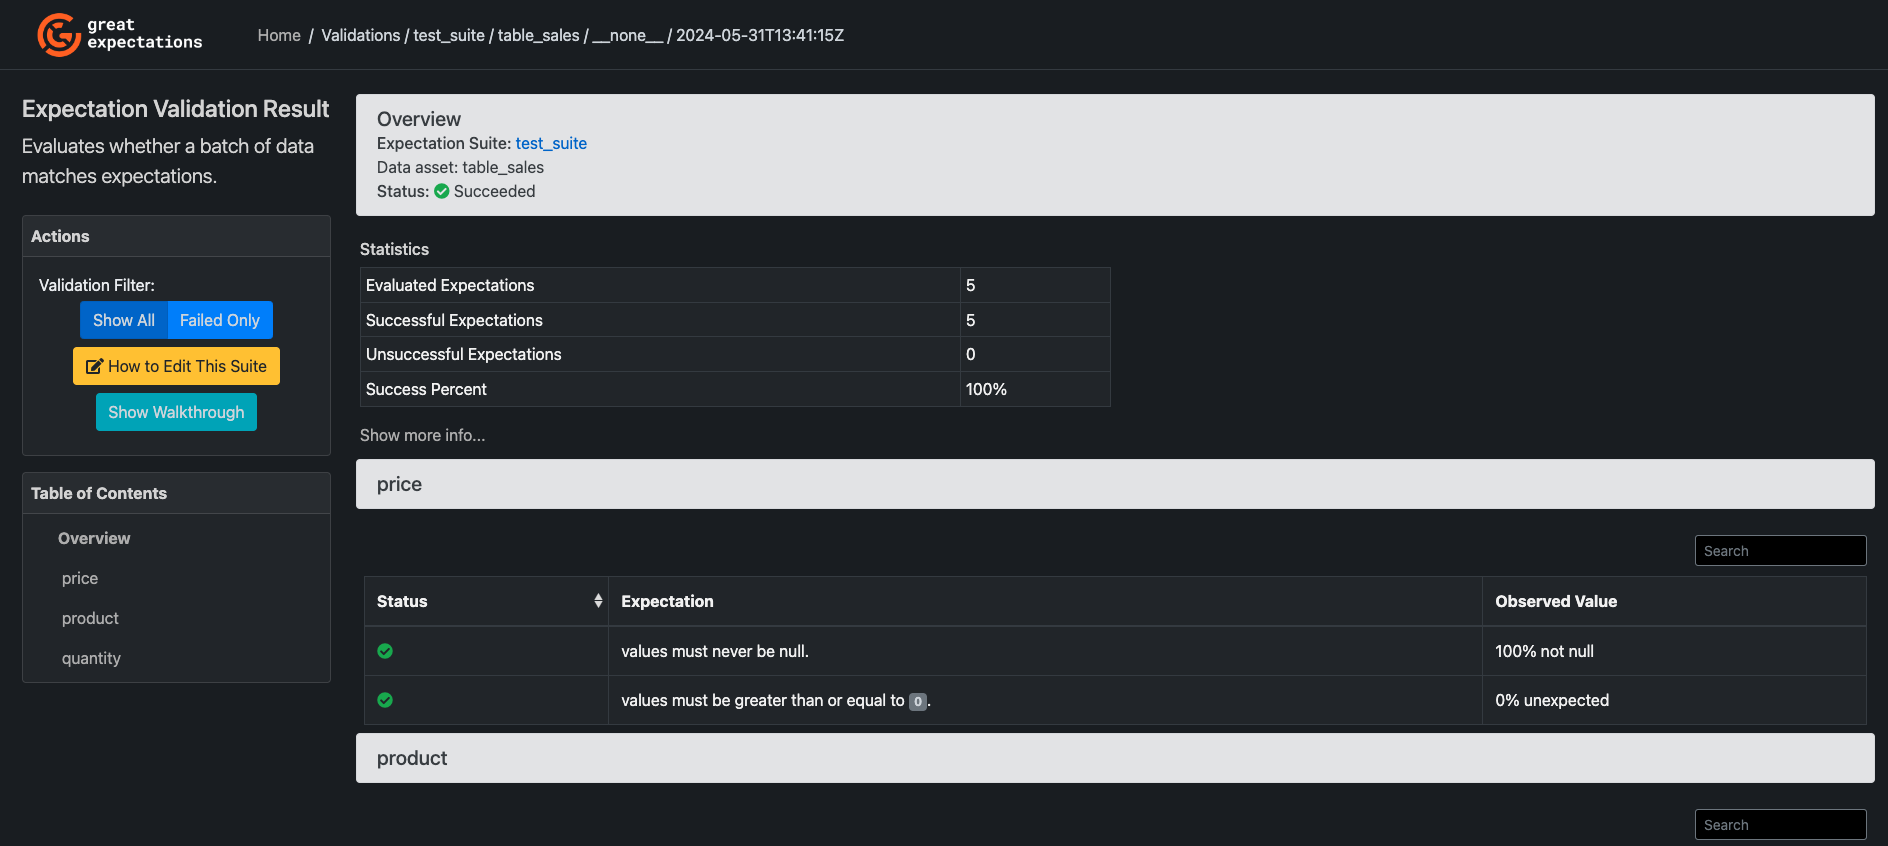 great
expectations
Home / Validations / test_suite / table_sales / __none__ / 2024-05-31T13:41:15Z
Expectation Validation Result
Evaluates whether a batch of data
matches expectations.
Actions
Validation Filter:
Show All Failed Only
How to Edit This Suite
Show Walkthrough
Table of Contents
Overview
price
product
quantity
Overview
Expectation Suite: test_suite
Data asset: table_sales
Status: Succeeded
Statistics
Evaluated Expectations 5
Successful Expectations 5
Unsuccessful Expectations 0
Success Percent 100%
Show more info...
price
Search
Status Expectation Observed Value
values must never be null. 100% not null
values must be greater than or equal to 0. 0% unexpected
product
Search